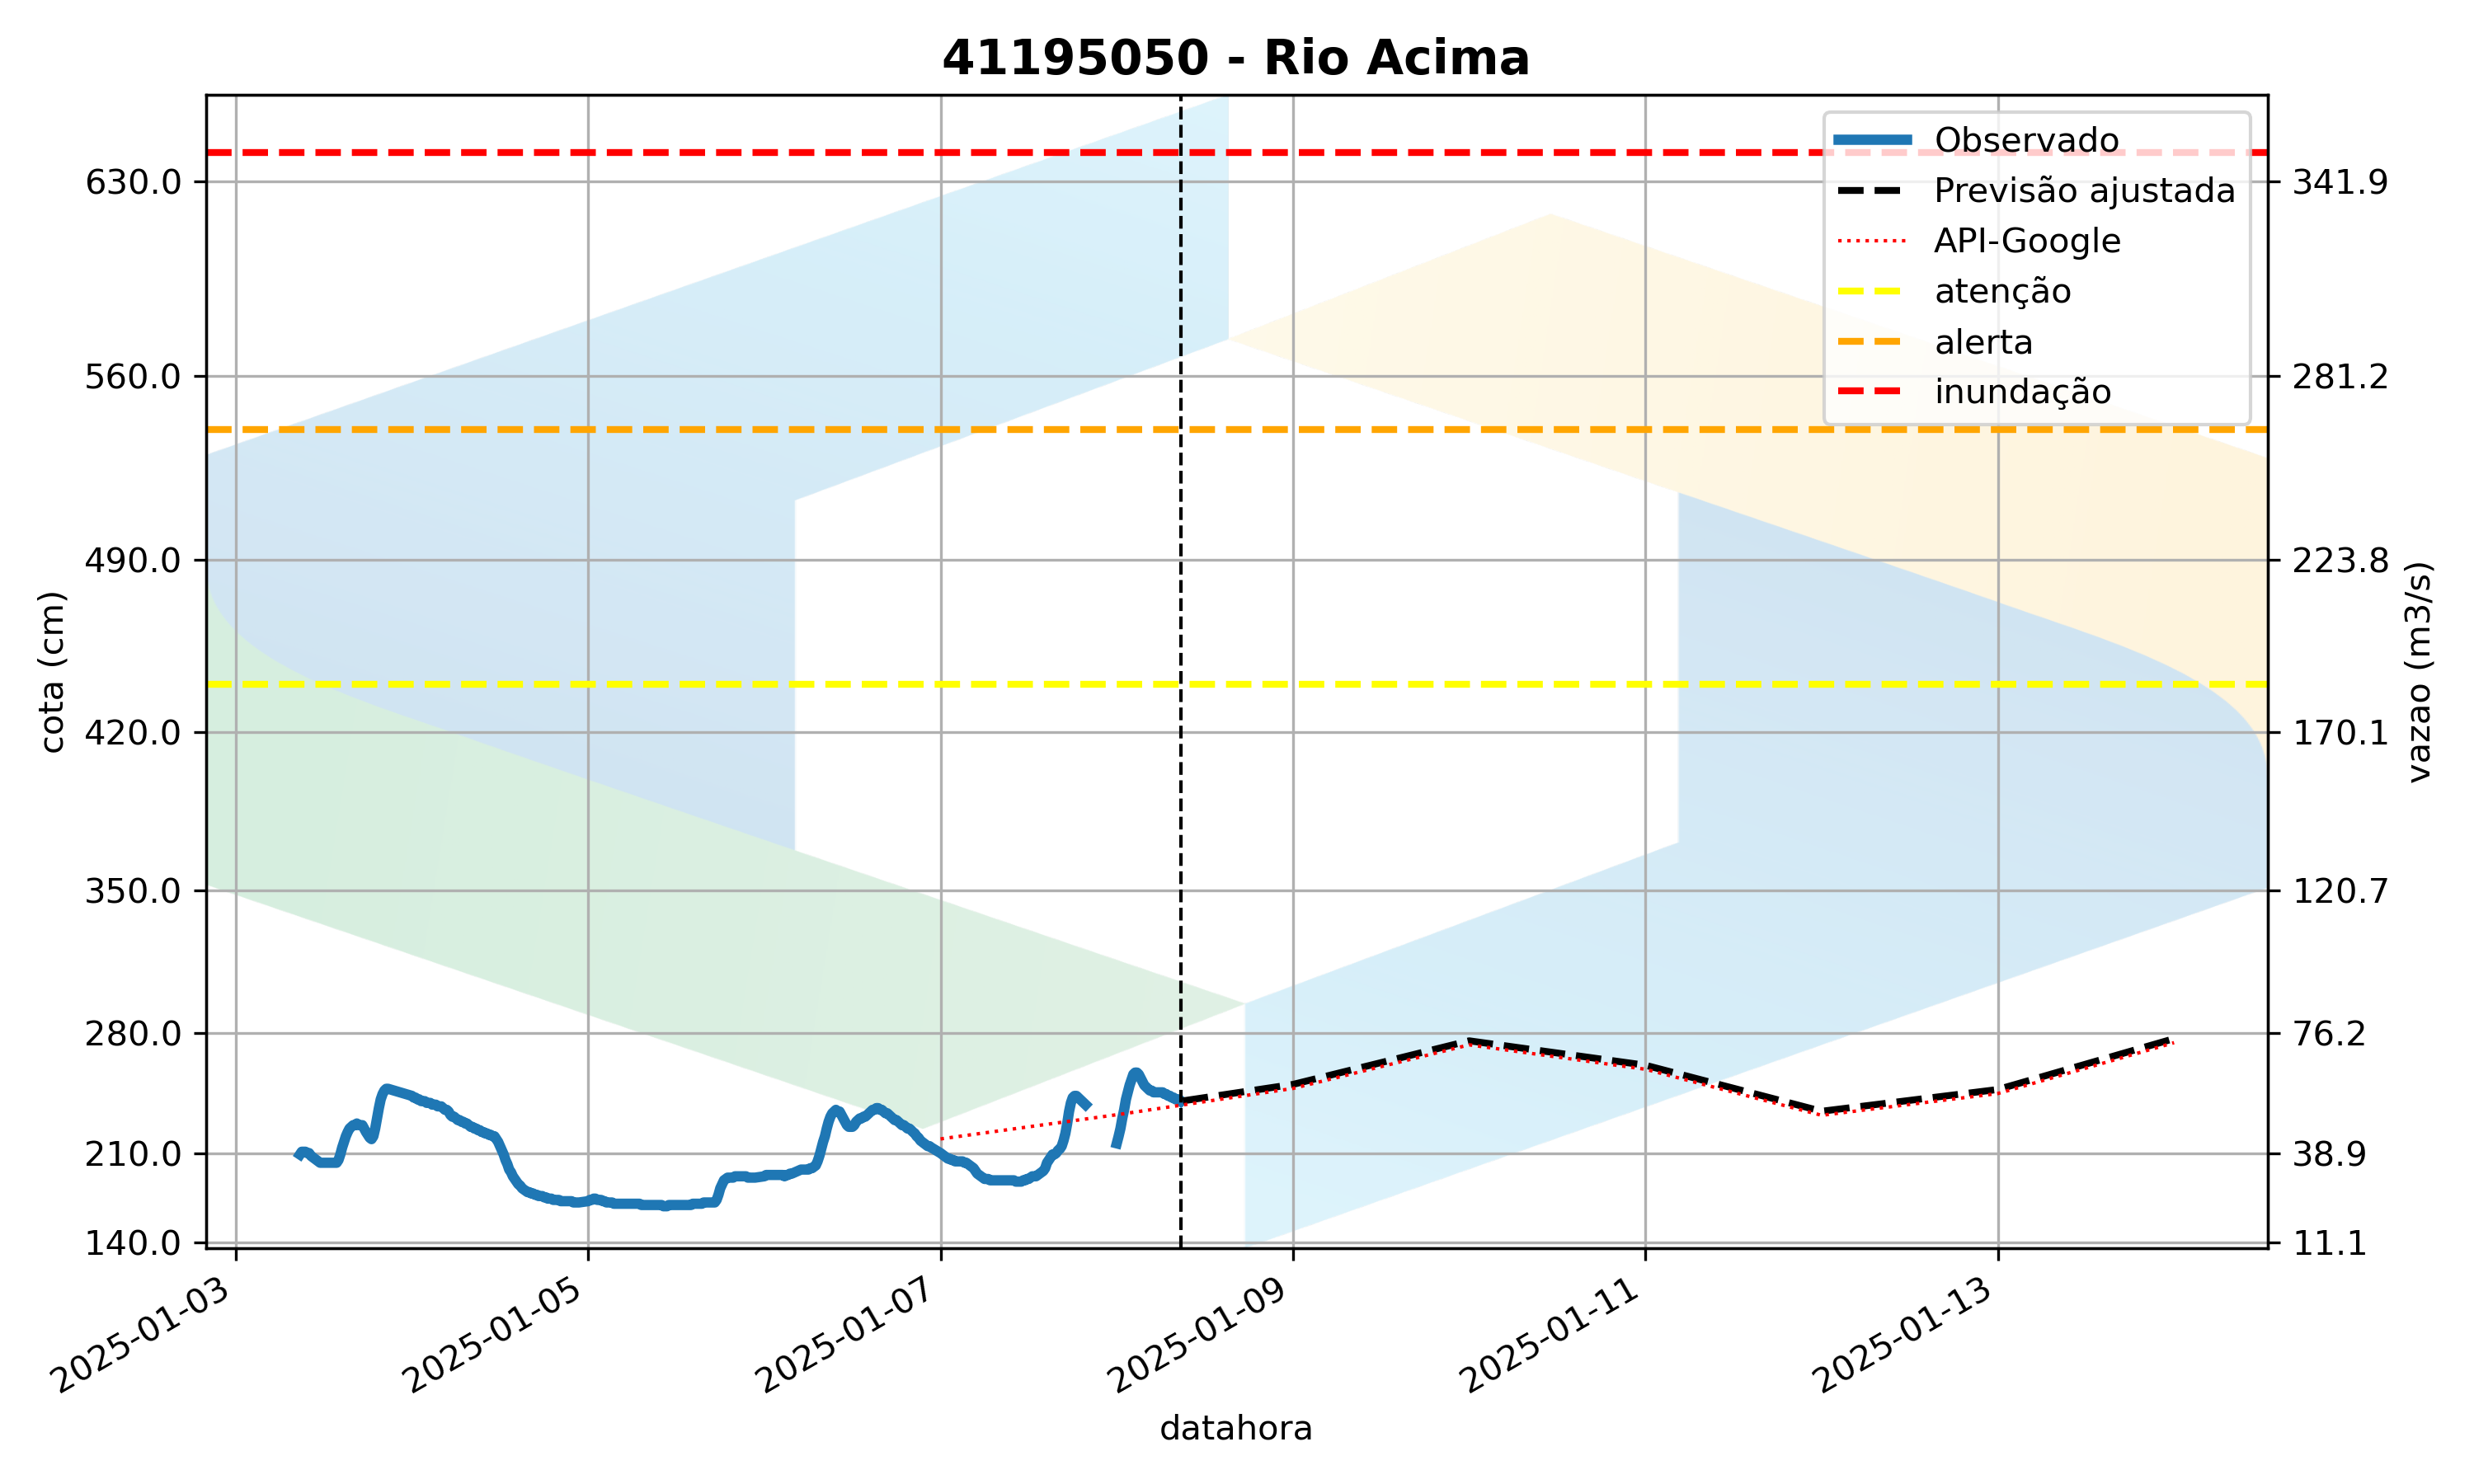 41195050 - Rio Acima
Observado
Previsão ajustada
API-Google
atenção
alerta
inundação
630.0
560.0
490.0
420.0
350.0
280.0
210.0
140.0
cota (cm)
341.9
281.2
223.8
170.1
120.7
76.2
38.9
11.1
vazao (m3/s)
2025-01-03
2025-01-05
2025-01-07
2025-01-09
2025-01-11
2025-01-13
datahora